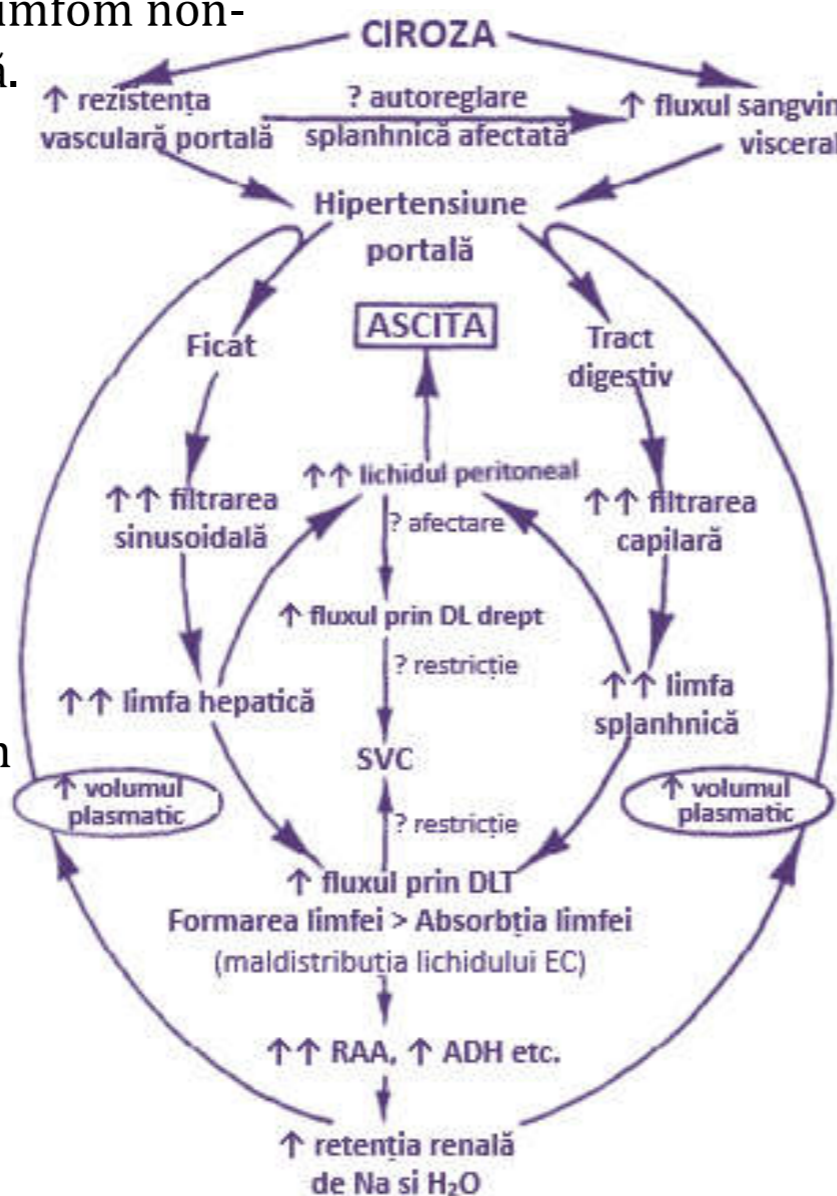 imfom non-
ă.
CIROZA
↑ rezistența
vasculară portală
? autoreglare
splanhnică afectată
↑ fluxul sangvin
visceral
Hipertensiune
portală
Ficat
ASCITA
Tract
digestiv
↑↑ filtrarea
sinusoidală
↑↑ lichidul peritoneal
↑↑ filtrarea
capilară
? afectare
↑ fluxul prin DL drept
? restricție
↑↑ limfa hepatică
↑↑ limfa
splanhnică
SVC
↑ volumul
plasmatic
↑ volumul
plasmatic
? restricție
↑ fluxul prin DLT
Formarea limfei > Absorbția limfei
(maldistribuția lichidului EC)
↑↑ RAA, ↑ ADH etc.
↑ retenția renală
de Na si H₂O